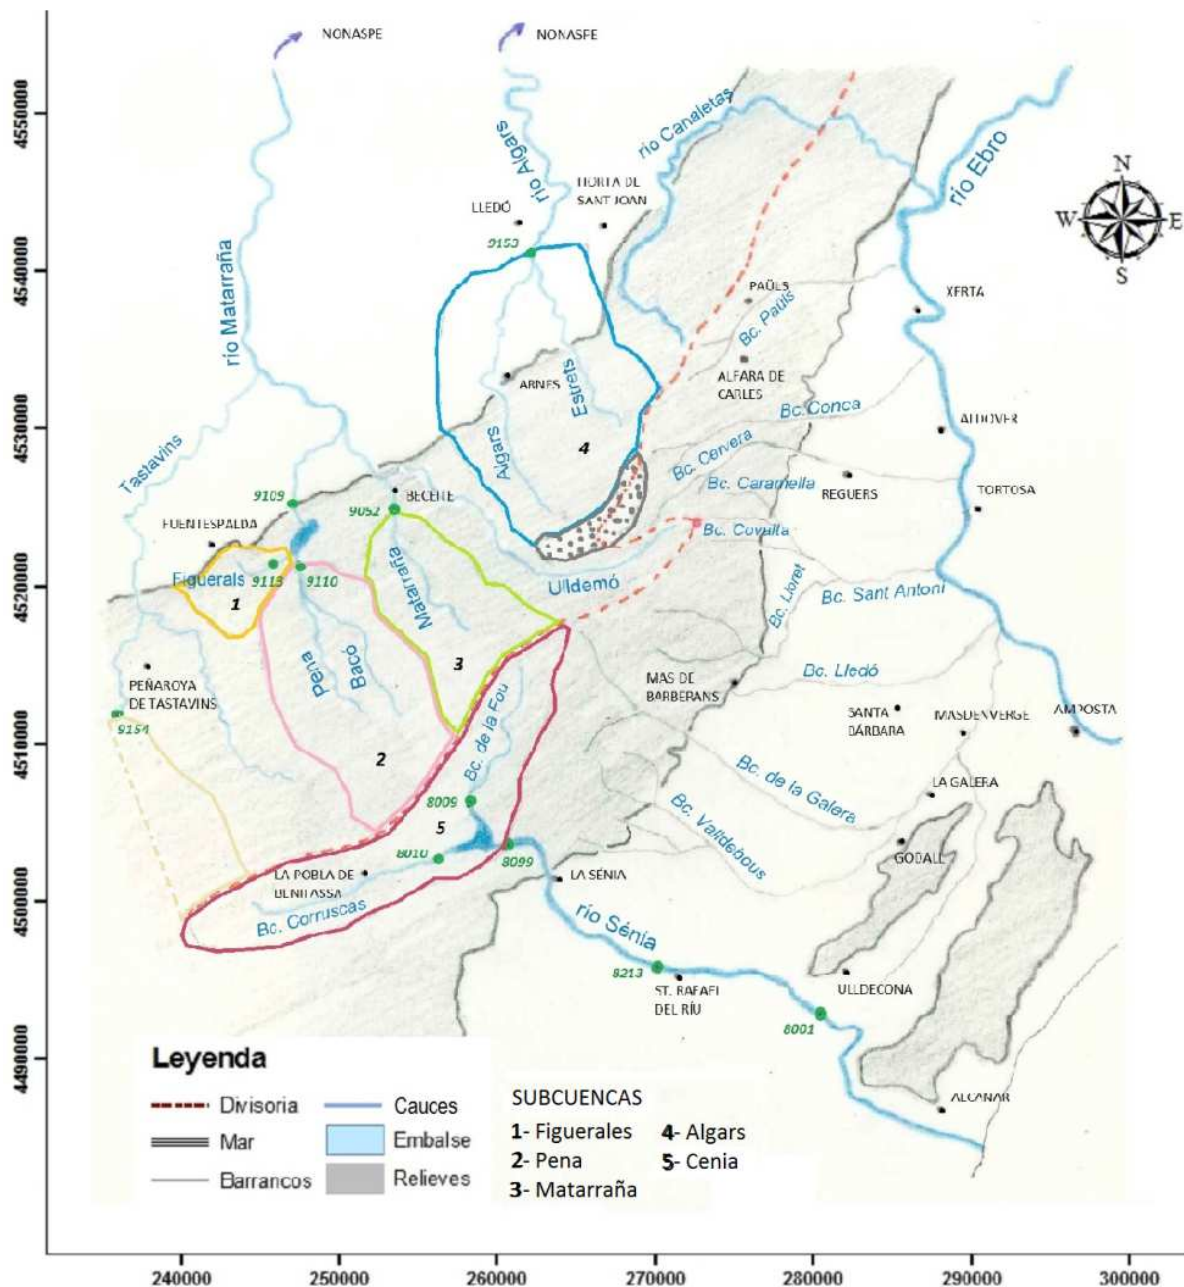 NONASPE
NONASPE
4550000
4540000
4530000
4520000
4510000
4500000
4490000
río Canaletas
río Algars
río Ebro
HORTA DE
SANT JOAN
LLEDÓ
N
W E
S
9153
río Matarraña
PAÜLS
Bc. Paüls
XERTA
ARNES
Estrets
ALFARA DE
CARLES
Algars
4
Bc. Conca
ALDOVER
Tastavins
Bc. Cervera
Bc. Caramella
REGUERS
TORTOSA
9109
BECEITE
9052
FUENTESPALDA
Bc. Covalta
Figuerals
9113
9110
Ulldemó
1
Matarraña
Bc. Lloret
Bc. Sant Antoni
Pena
Bacó
3
PEÑAROYA
DE TASTAVINS
MAS DE
BARBERANS
Bc. Lledó
9154
SANTA
BÁRBARA
MASDENVERGE
AMPOSTA
2
Bc. de la Fou
Bc. de la Galera
LA GALERA
8009
5
Bc. Valldebous
8010
8099
GODALL
LA POBLA DE
BENIFASSA
LA SÉNIA
Bc. Corruscas
río Sénia
8213
ST. RAFAEL
DEL RÍU
ULLDECONA
8001
ALCANAR
Leyenda
Divisoria
Cauces
Mar
Embalse
Barrancos
Relieves
SUBCUENCAS
1- Figuerales
4- Algars
2- Pena
5- Cenia
3- Matarraña
240000 250000 260000 270000 280000 290000 300000